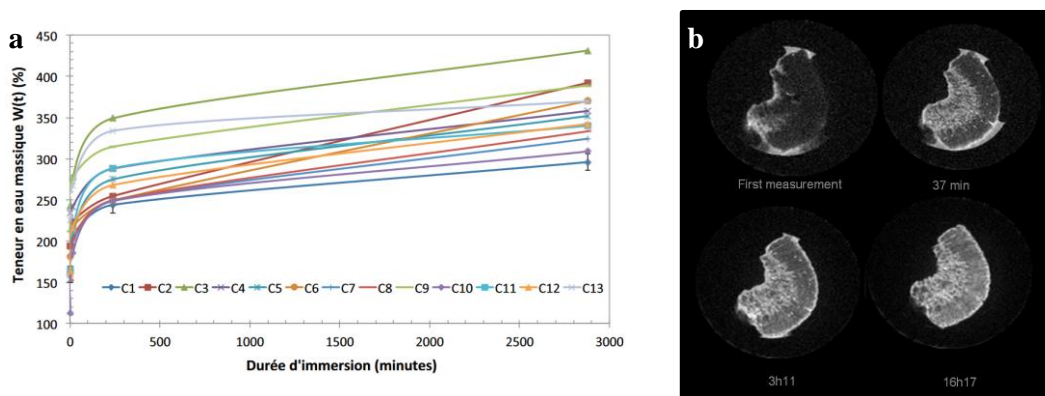 a
450
400
350
300
250
200
150
100
Teneur en eau massique W(t) (%)
C1 C2 C3 C4 C5 C6 C7 C8 C9 C10 C11 C12 C13
0 500 1000 1500 2000 2500 3000
Durée d'immersion (minutes)
b
First measurement
37 min
3h11
16h17